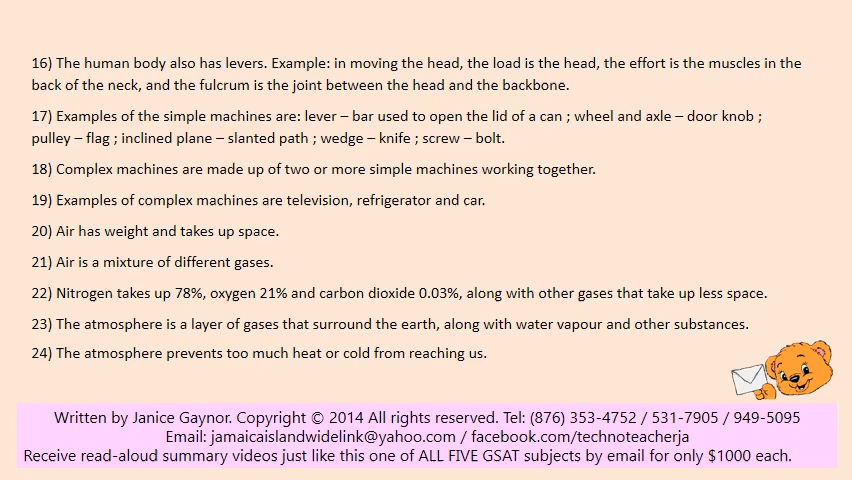 16) The human body also has levers. Example: in moving the head, the load is the head, the effort is the muscles in the
back of the neck, and the fulcrum is the joint between the head and the backbone.
17) Examples of the simple machines are: lever – bar used to open the lid of a can ; wheel and axle – door knob ;
pulley – flag ; inclined plane – slanted path ; wedge – knife ; screw – bolt.
18) Complex machines are made up of two or more simple machines working together.
19) Examples of complex machines are television, refrigerator and car.
20) Air has weight and takes up space.
21) Air is a mixture of different gases.
22) Nitrogen takes up 78%, oxygen 21% and carbon dioxide 0.03%, along with other gases that take up less space.
23) The atmosphere is a layer of gases that surround the earth, along with water vapour and other substances.
24) The atmosphere prevents too much heat or cold from reaching us.
Written by Janice Gaynor. Copyright © 2014 All rights reserved. Tel: (876) 353-4752 / 531-7905 / 949-5095
Email: jamaicaislandwidelink@yahoo.com / facebook.com/technoteacherja
Receive read-aloud summary videos just like this one of ALL FIVE GSAT subjects by email for only $1000 each.